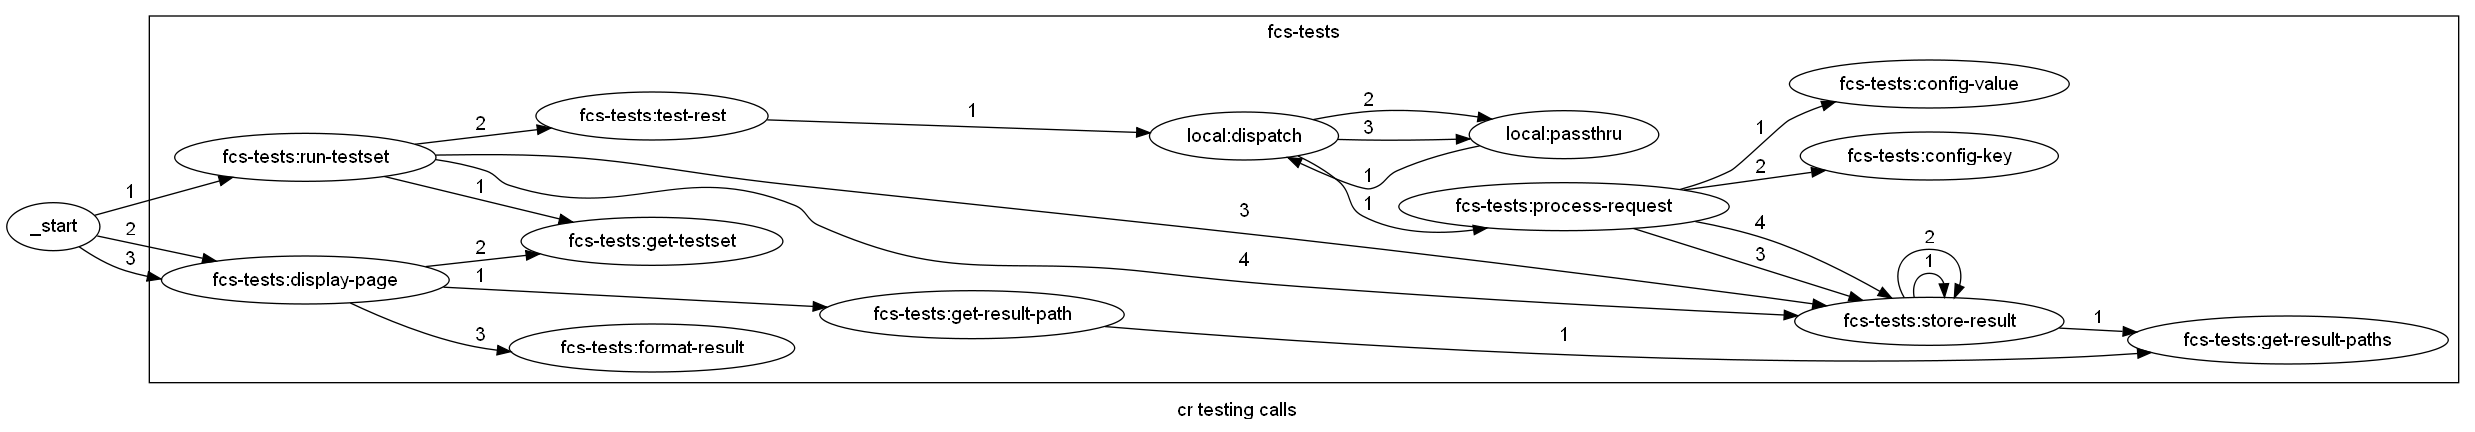 fcs-tests
fcs-tests:config-value
2
fcs-tests:test-rest
1
2
3
local:dispatch
local:passthru
1
fcs-tests:run-testset
2
fcs-tests:config-key
1
1
1
1
fcs-tests:process-request
3
_start
2
4
2
fcs-tests:get-testset
2
3
3
4
1
1
fcs-tests:display-page
1
fcs-tests:get-result-path
fcs-tests:store-result
1
3
1
fcs-tests:format-result
fcs-tests:get-result-paths
cr testing calls